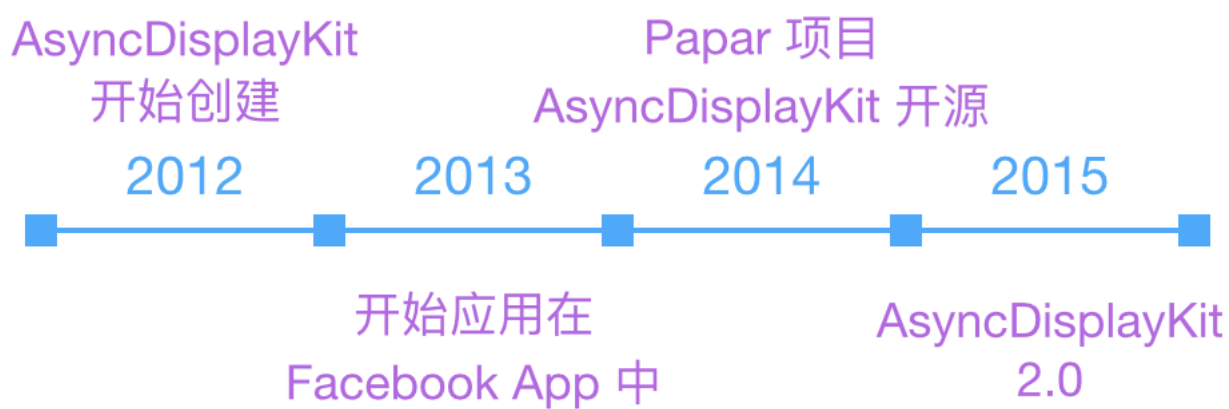 AsyncDisplayKit
开始创建
Papar 项目
AsyncDisplayKit 开源
2012
2013
2014
2015
开始应用在
Facebook App 中
AsyncDisplayKit
2.0